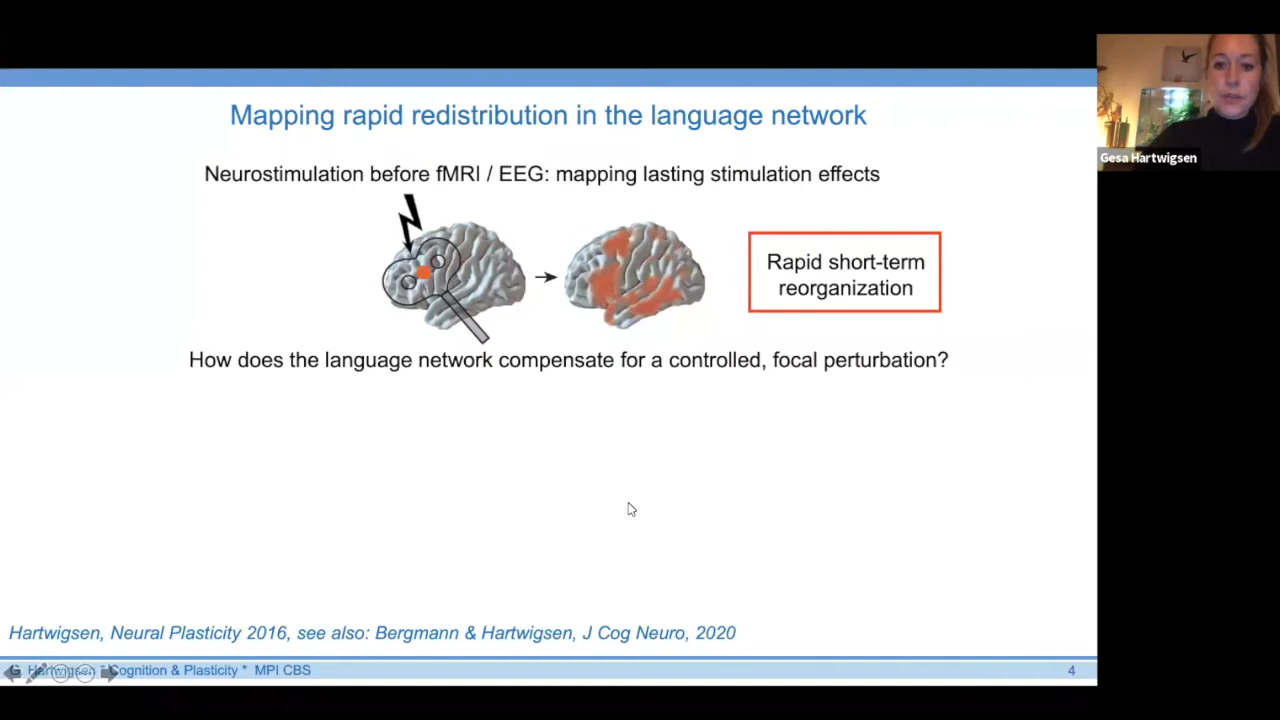 Mapping rapid redistribution in the language network
Neurostimulation before fMRI / EEG: mapping lasting stimulation effects
Rapid short-term
reorganization
How does the language network compensate for a controlled, focal perturbation?
Hartwigsen, Neural Plasticity 2016, see also: Bergmann & Hartwigsen, J Cog Neuro, 2020
G. Hartwigsen * Cognition & Plasticity * MPI CBS
4
Gesa Hartwigsen